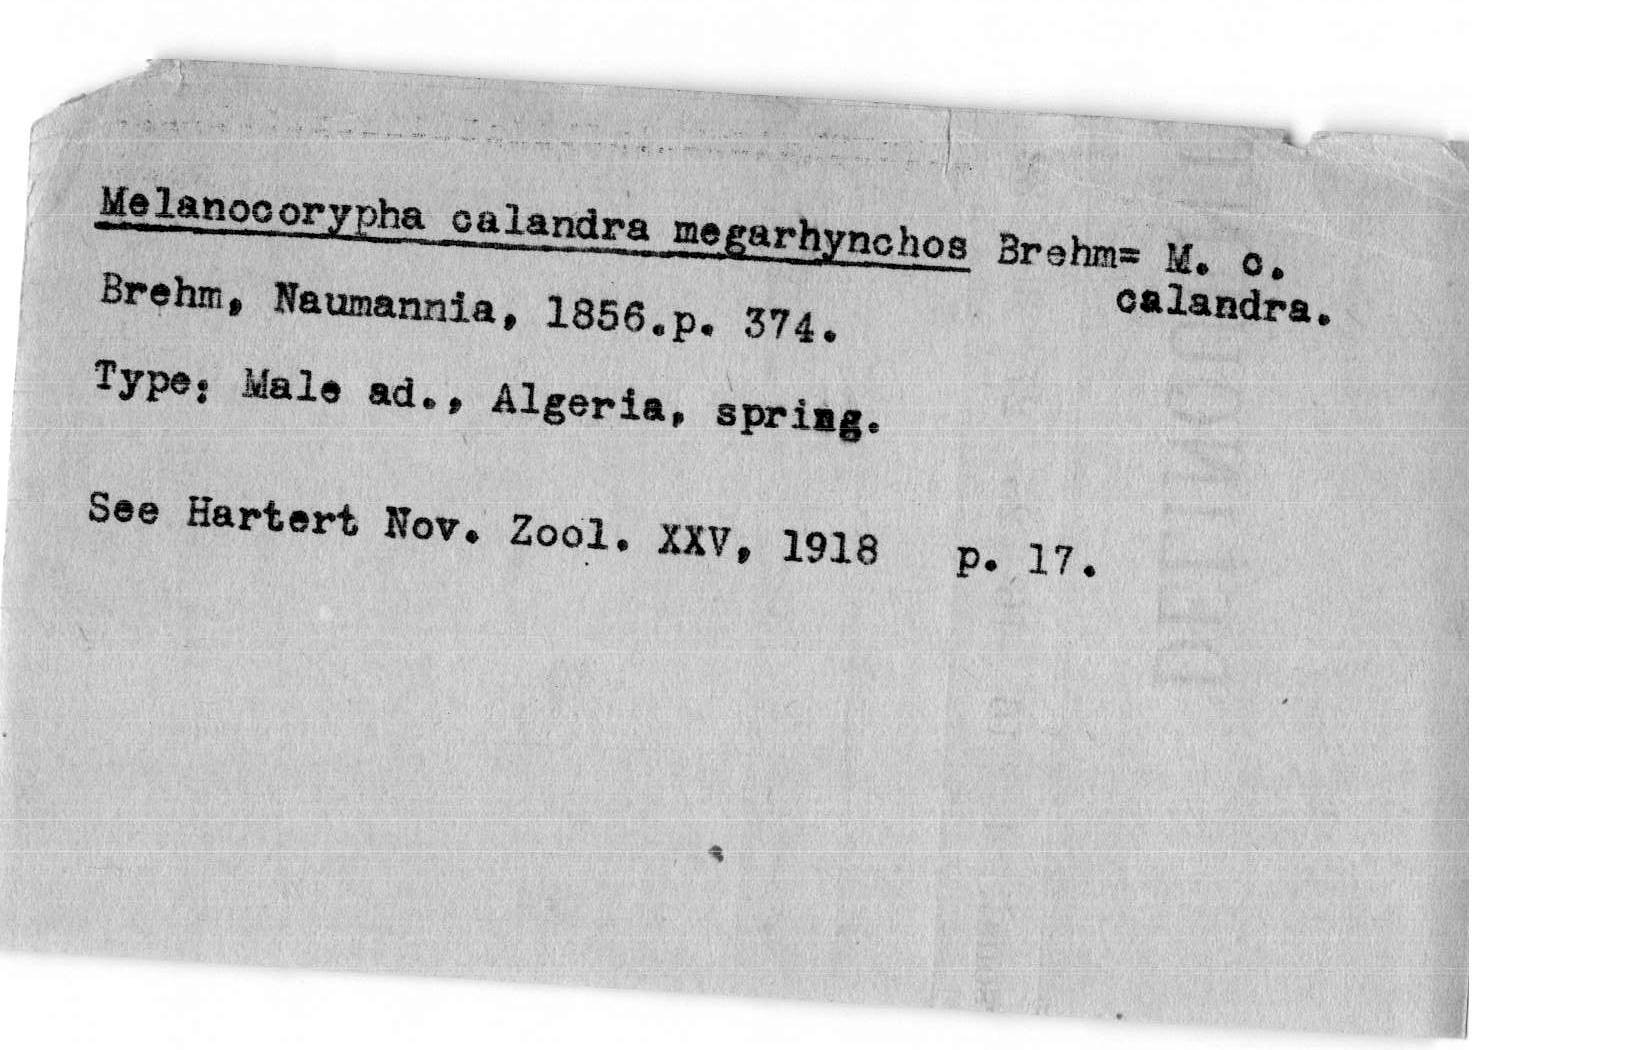 Melanocorypha calandra megarhynchos Brehm= M. c.
calandra.
Brehm, Naumannia, 1856.p. 374.
Type: Male ad., Algeria, spring.
See Hartert Nov. Zool. XXV, 1918 p. 17.